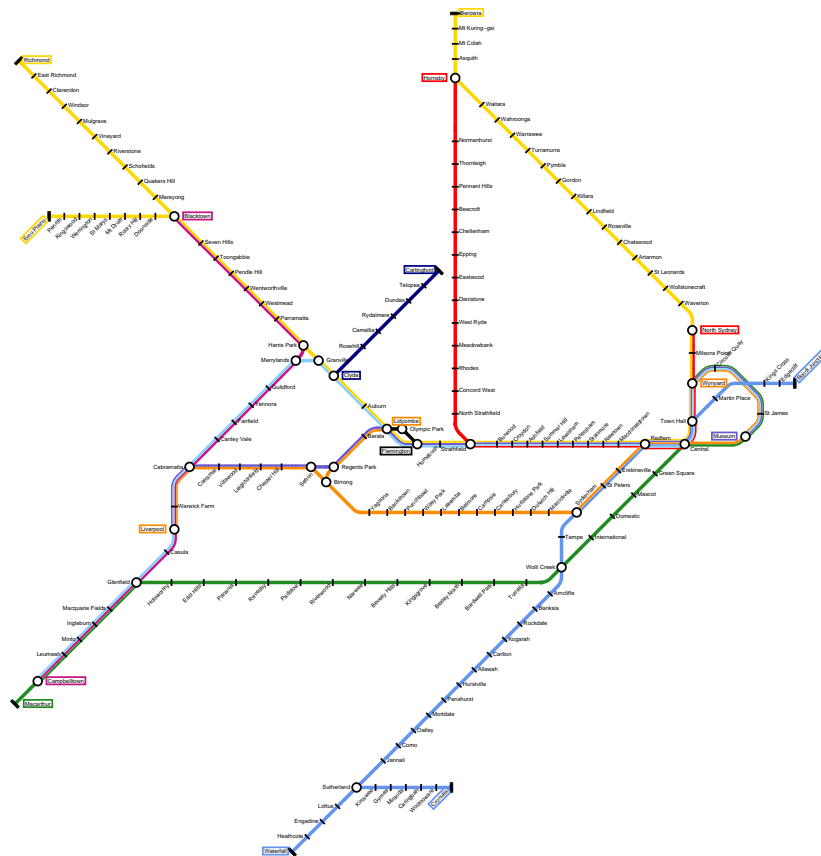 Berowra
Mt Kuring-gai
Mt Colah
Asquith
Hornsby
Richmond
East Richmond
Clarendon
Windsor
Mulgrave
Vineyard
Riverstone
Schofields
Quakers Hill
Marayong
Blacktown
Emu Plains
Penrith
Kingswood
Werrington
St Marys
Mt Druitt
Rooty Hill
Doonside
Seven Hills
Toongabbie
Pendle Hill
Wentworthville
Westmead
Parramatta
Harris Park
Merrylands
Granville
Clyde
Carlingford
Telopea
Dundas
Rydalmere
Camellia
Rosehill
Auburn
Lidcombe
Olympic Park
Flemington
Homebush
Strathfield
Normanhurst
Thornleigh
Pennant Hills
Beecroft
Cheltenham
Epping
Eastwood
Denistone
West Ryde
Meadowbank
Rhodes
Concord West
North Strathfield
Waitara
Wahroonga
Warrawee
Turramurra
Pymble
Gordon
Killara
Lindfield
Roseville
Chatswood
Artarmon
St Leonards
Wollstonecraft
Waverton
North Sydney
Milsons Point
Circular Quay
Wynyard
Martin Place
Kings Cross
Edgecliff
Bondi Junction
Town Hall
St James
Museum
Central
Redfern
Burwood
Croydon
Ashfield
Summer Hill
Lewisham
Petersham
Stanmore
Newtown
Macdonaldtown
Guildford
Yennora
Fairfield
Canley Vale
Cabramatta
Carramar
Villawood
Leightonfield
Chester Hill
Sefton
Regents Park
Berala
Birrong
Yagoona
Bankstown
Punchbowl
Wiley Park
Lakemba
Belmore
Campsie
Canterbury
Hurlstone Park
Dulwich Hill
Marrickville
Sydenham
Erskineville
St Peters
Green Square
Mascot
Domestic
International
Tempe
Wolli Creek
Warwick Farm
Liverpool
Casula
Glenfield
Holsworthy
East Hills
Panania
Revesby
Padstow
Riverwood
Narwee
Beverly Hills
Kingsgrove
Bexley North
Bardwell Park
Turrella
Macquarie Fields
Ingleburn
Minto
Leumeah
Campbelltown
Macarthur
Arncliffe
Banksia
Rockdale
Kogarah
Carlton
Allawah
Hurstville
Penshurst
Mortdale
Oatley
Como
Jannali
Sutherland
Kirrawee
Gymea
Miranda
Caringbah
Woolooware
Cronulla
Loftus
Engadine
Heathcote
Waterfall